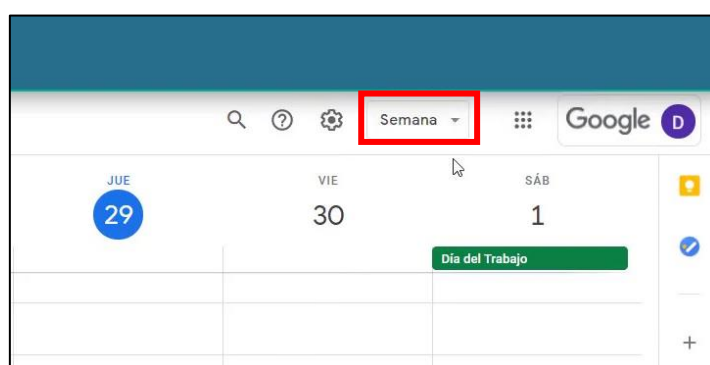 Semana
Google
D
JUE
VIE
SÁB
29
30
1
Día del Trabajo